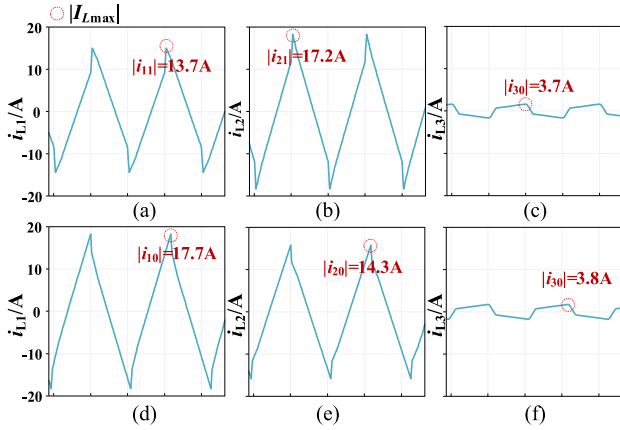 |I_Lmax|
20
10
0
-10
-20
i_L1/A
|i_11|=13.7A
(a)
i_L2/A
|i_21|=17.2A
(b)
i_L3/A
|i_30|=3.7A
(c)
20
10
0
-10
-20
i_L1/A
|i_10|=17.7A
(d)
i_L2/A
|i_20|=14.3A
(e)
i_L3/A
|i_30|=3.8A
(f)